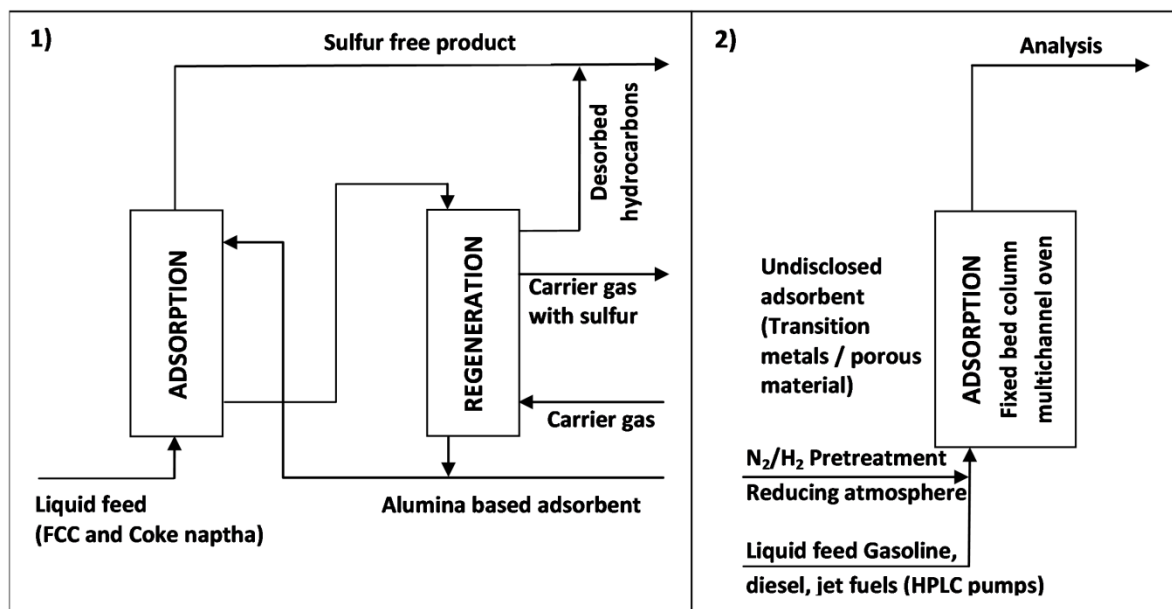 1)
Sulfur free product
Desorbed
hydrocarbons
ADSORPTION
REGENERATION
Carrier gas
with sulfur
Carrier gas
Liquid feed
(FCC and Coke naptha)
Alumina based adsorbent
2)
Analysis
Undisclosed
adsorbent
(Transition
metals / porous
material)
ADSORPTION
Fixed bed column
multichannel oven
N₂/H₂ Pretreatment
Reducing atmosphere
Liquid feed Gasoline,
diesel, jet fuels (HPLC pumps)